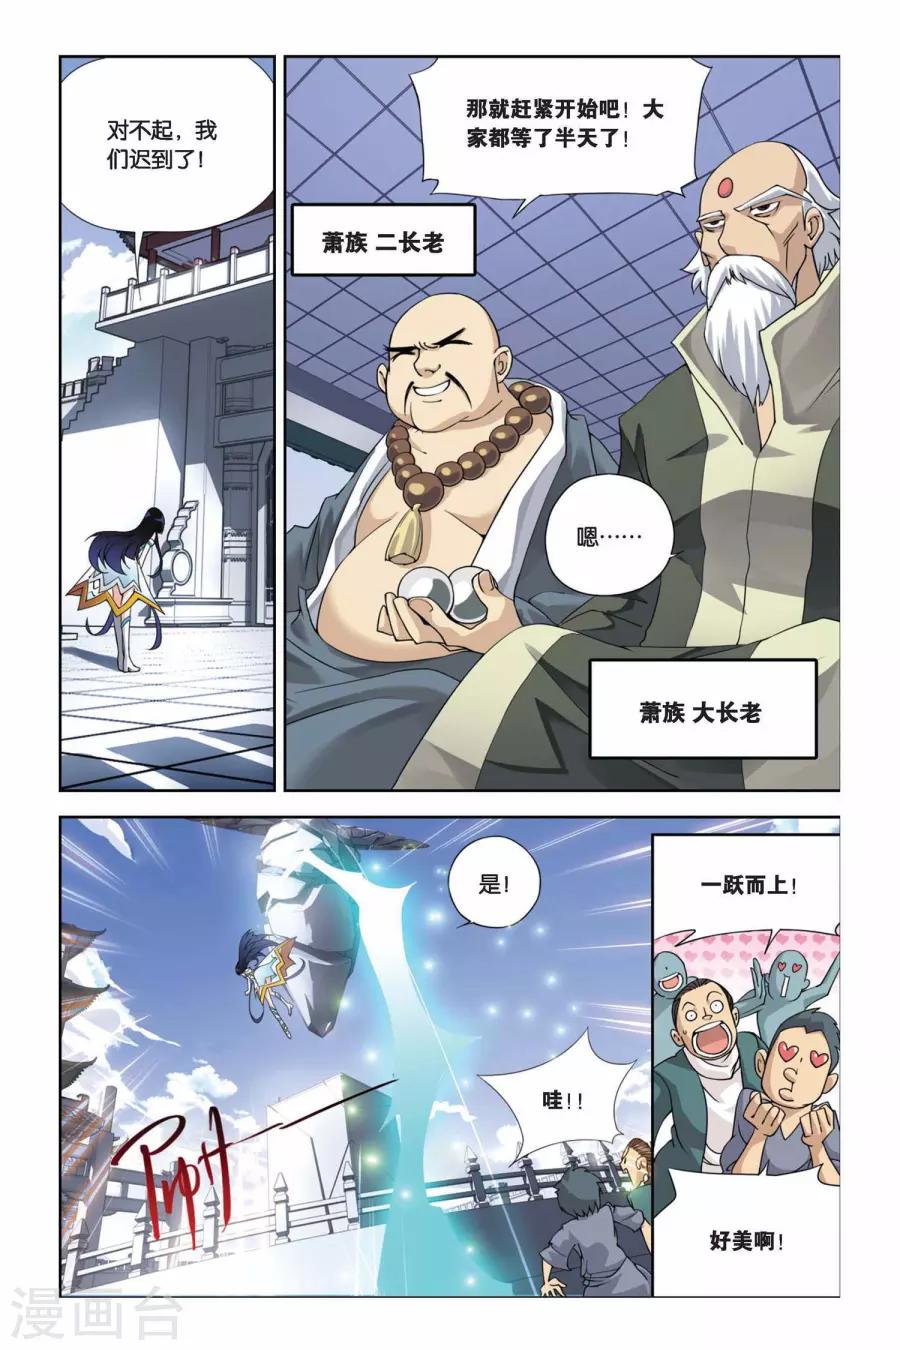 对不起，我
们迟到了！
那就赶紧开始吧！大
家都等了半天了！
萧族 二长老
嗯……
萧族 大长老
是！
一跃而上！
哇！！
好美啊！
漫画台